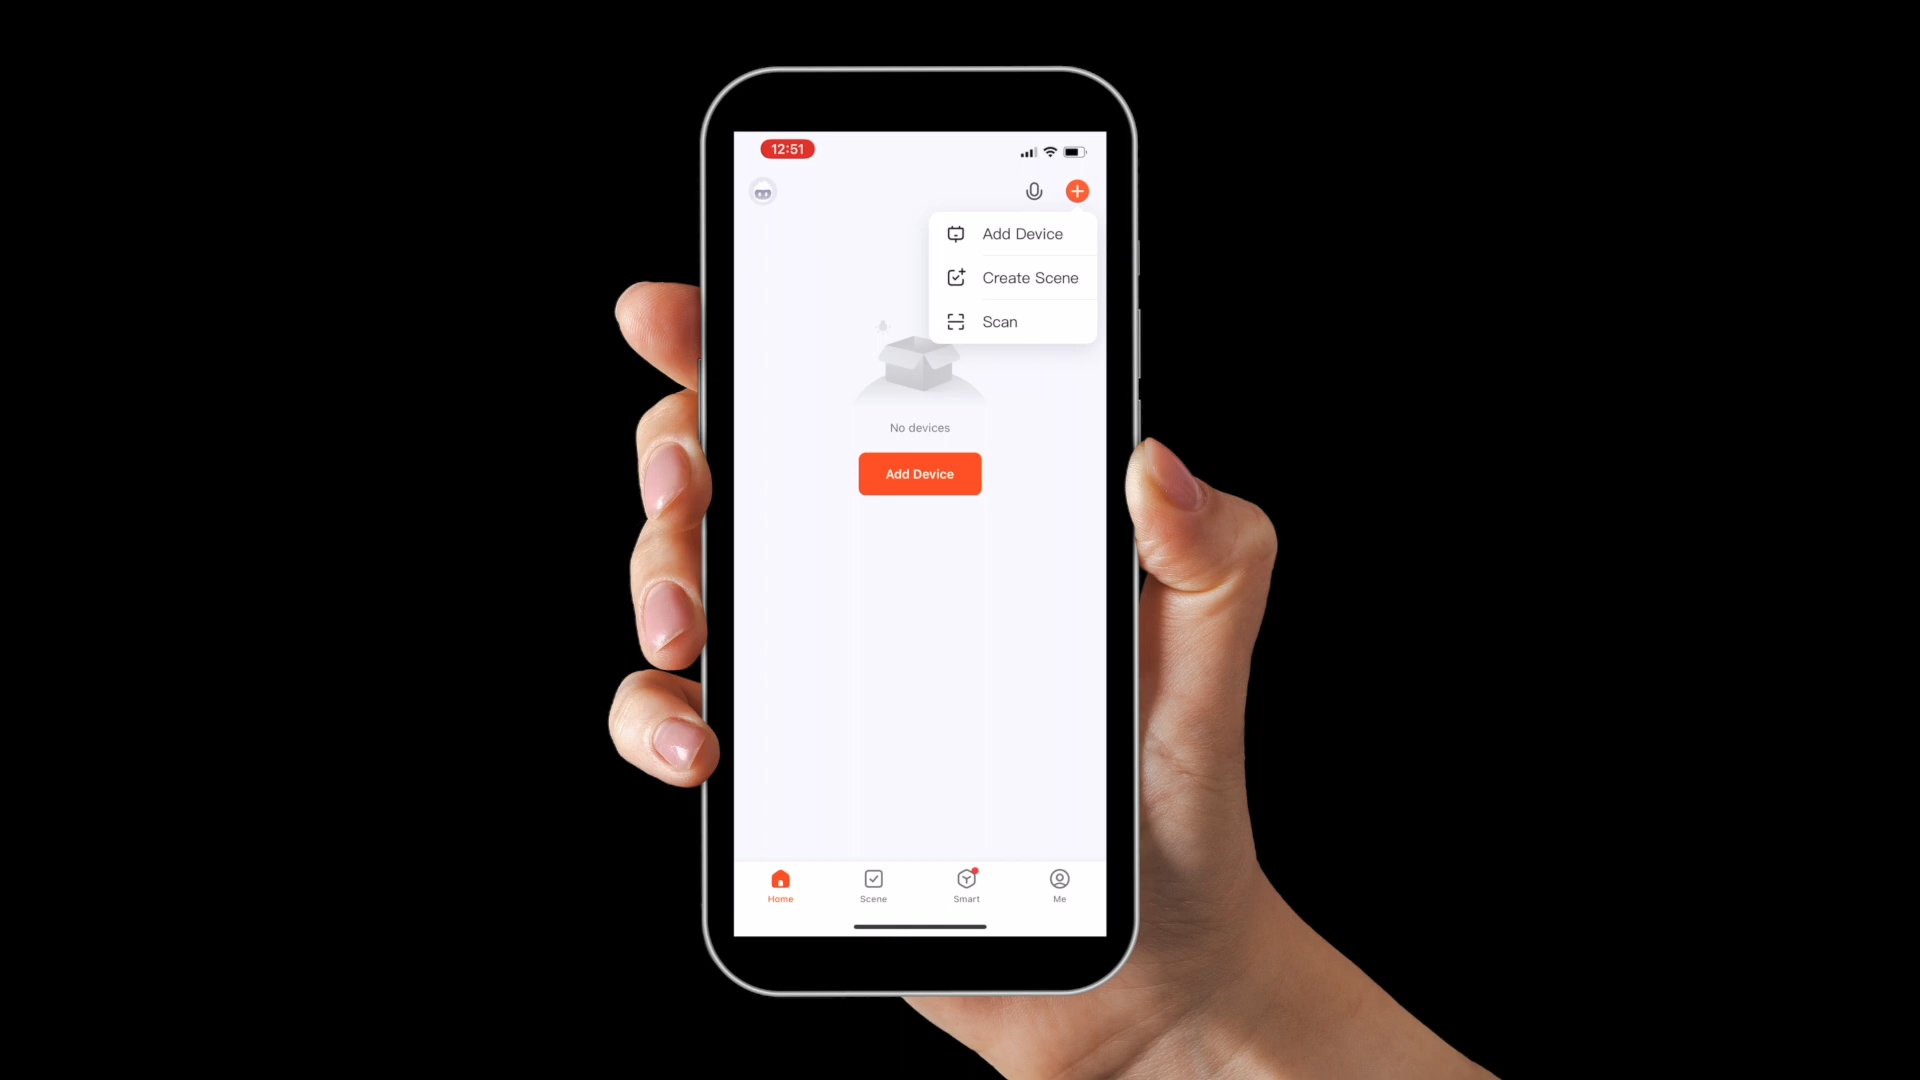 12:51
Add Device
Create Scene
Scan
No devices
Add Device
Home
Scene
Smart
Me